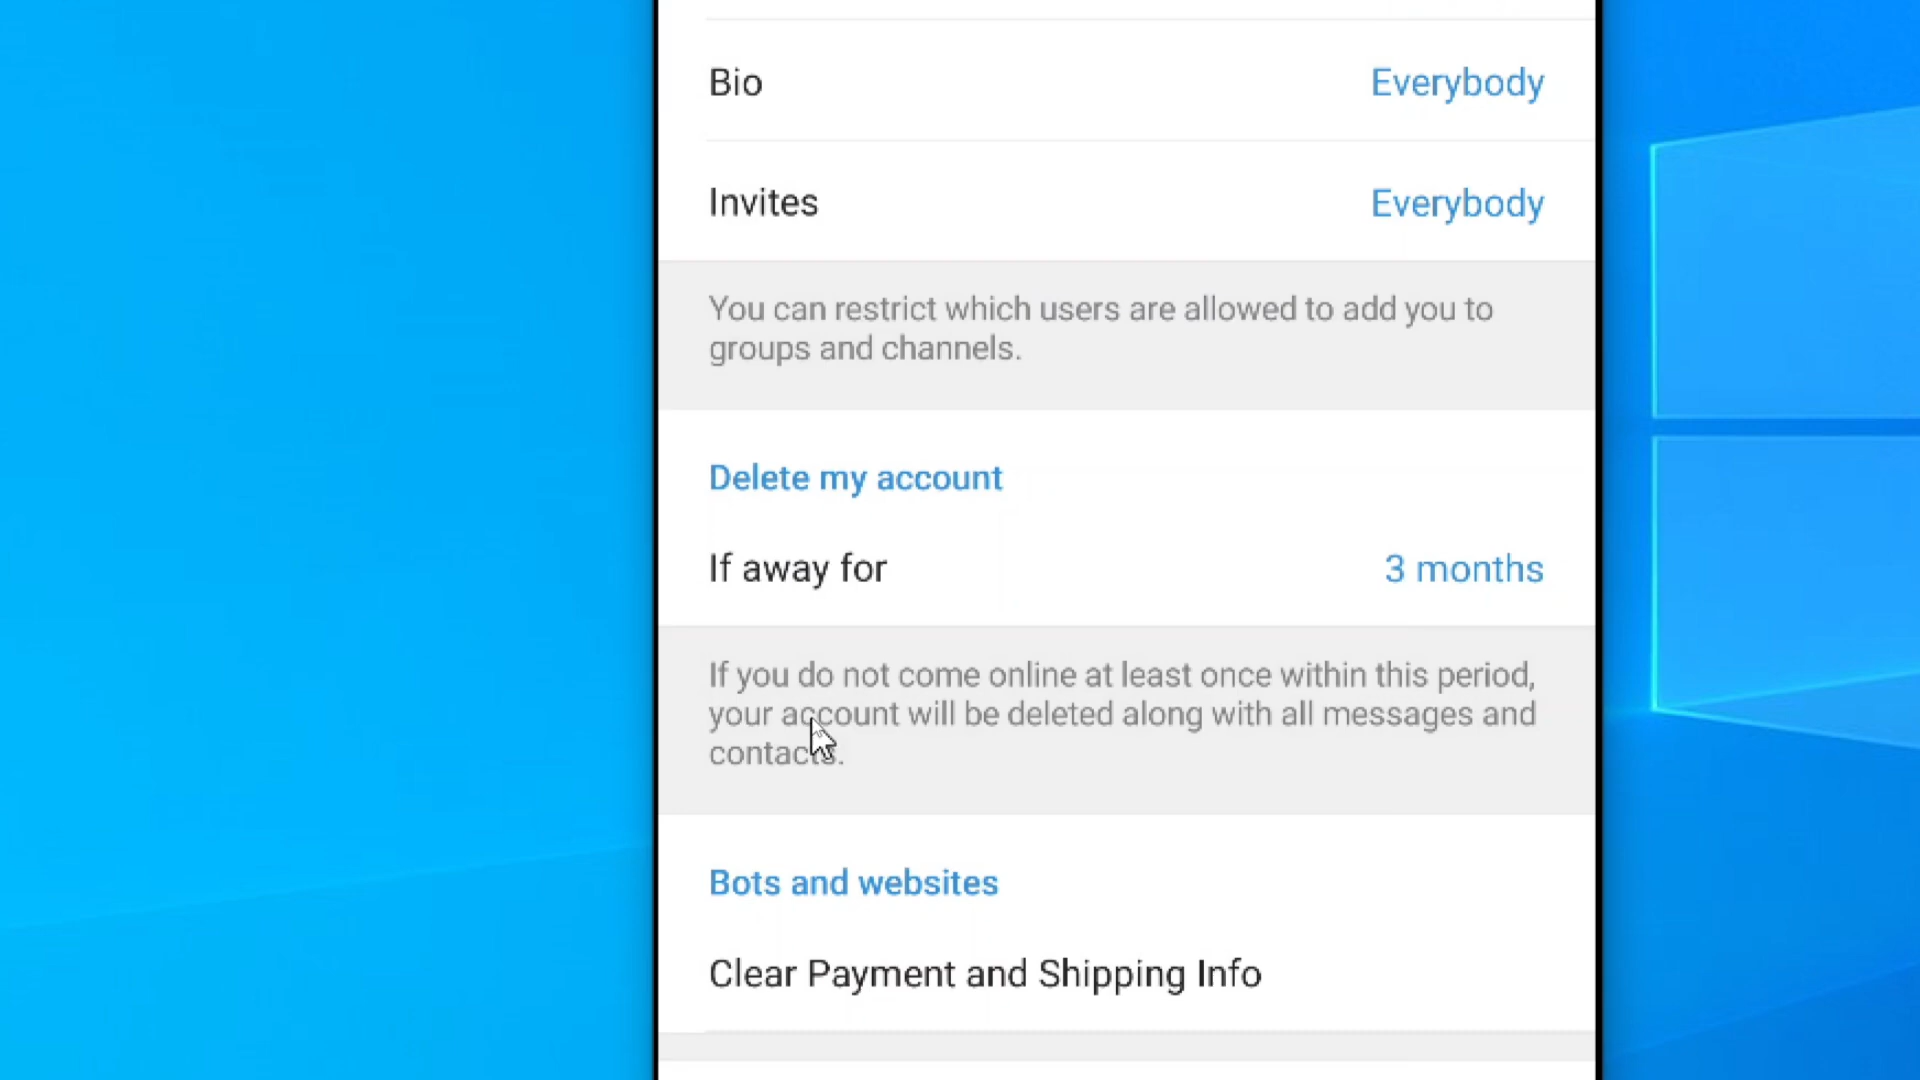 Bio
Everybody
Invites
Everybody
You can restrict which users are allowed to add you to
groups and channels.
Delete my account
If away for
3 months
If you do not come online at least once within this period,
your account will be deleted along with all messages and
contacts.
Bots and websites
Clear Payment and Shipping Info